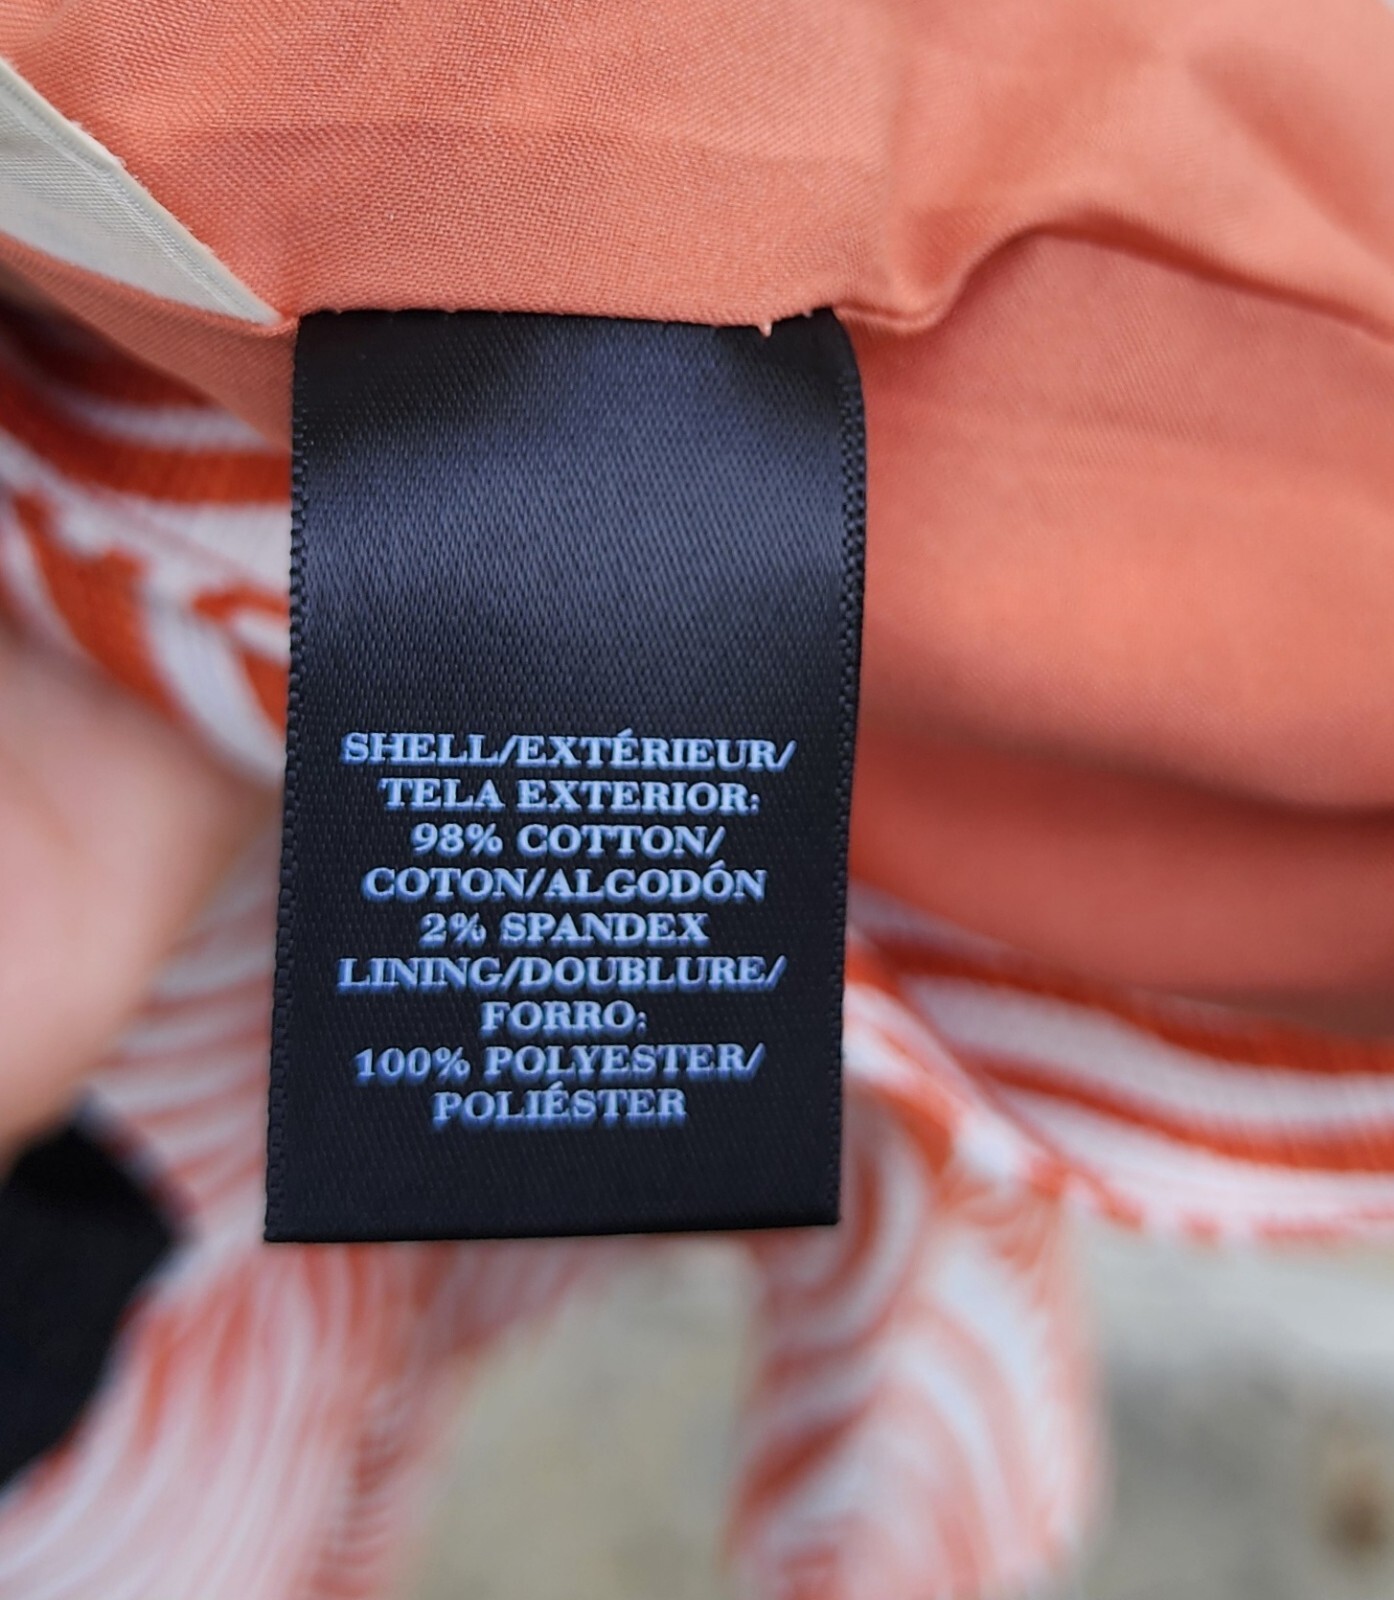 SHELL/EXTÉRIEUR/
TELA EXTERIOR:
98% COTTON/
COTON/ALGODÓN
2% SPANDEX
LINING/DOUBLURE/
FORRO:
100% POLYESTER/
POLIÉSTER